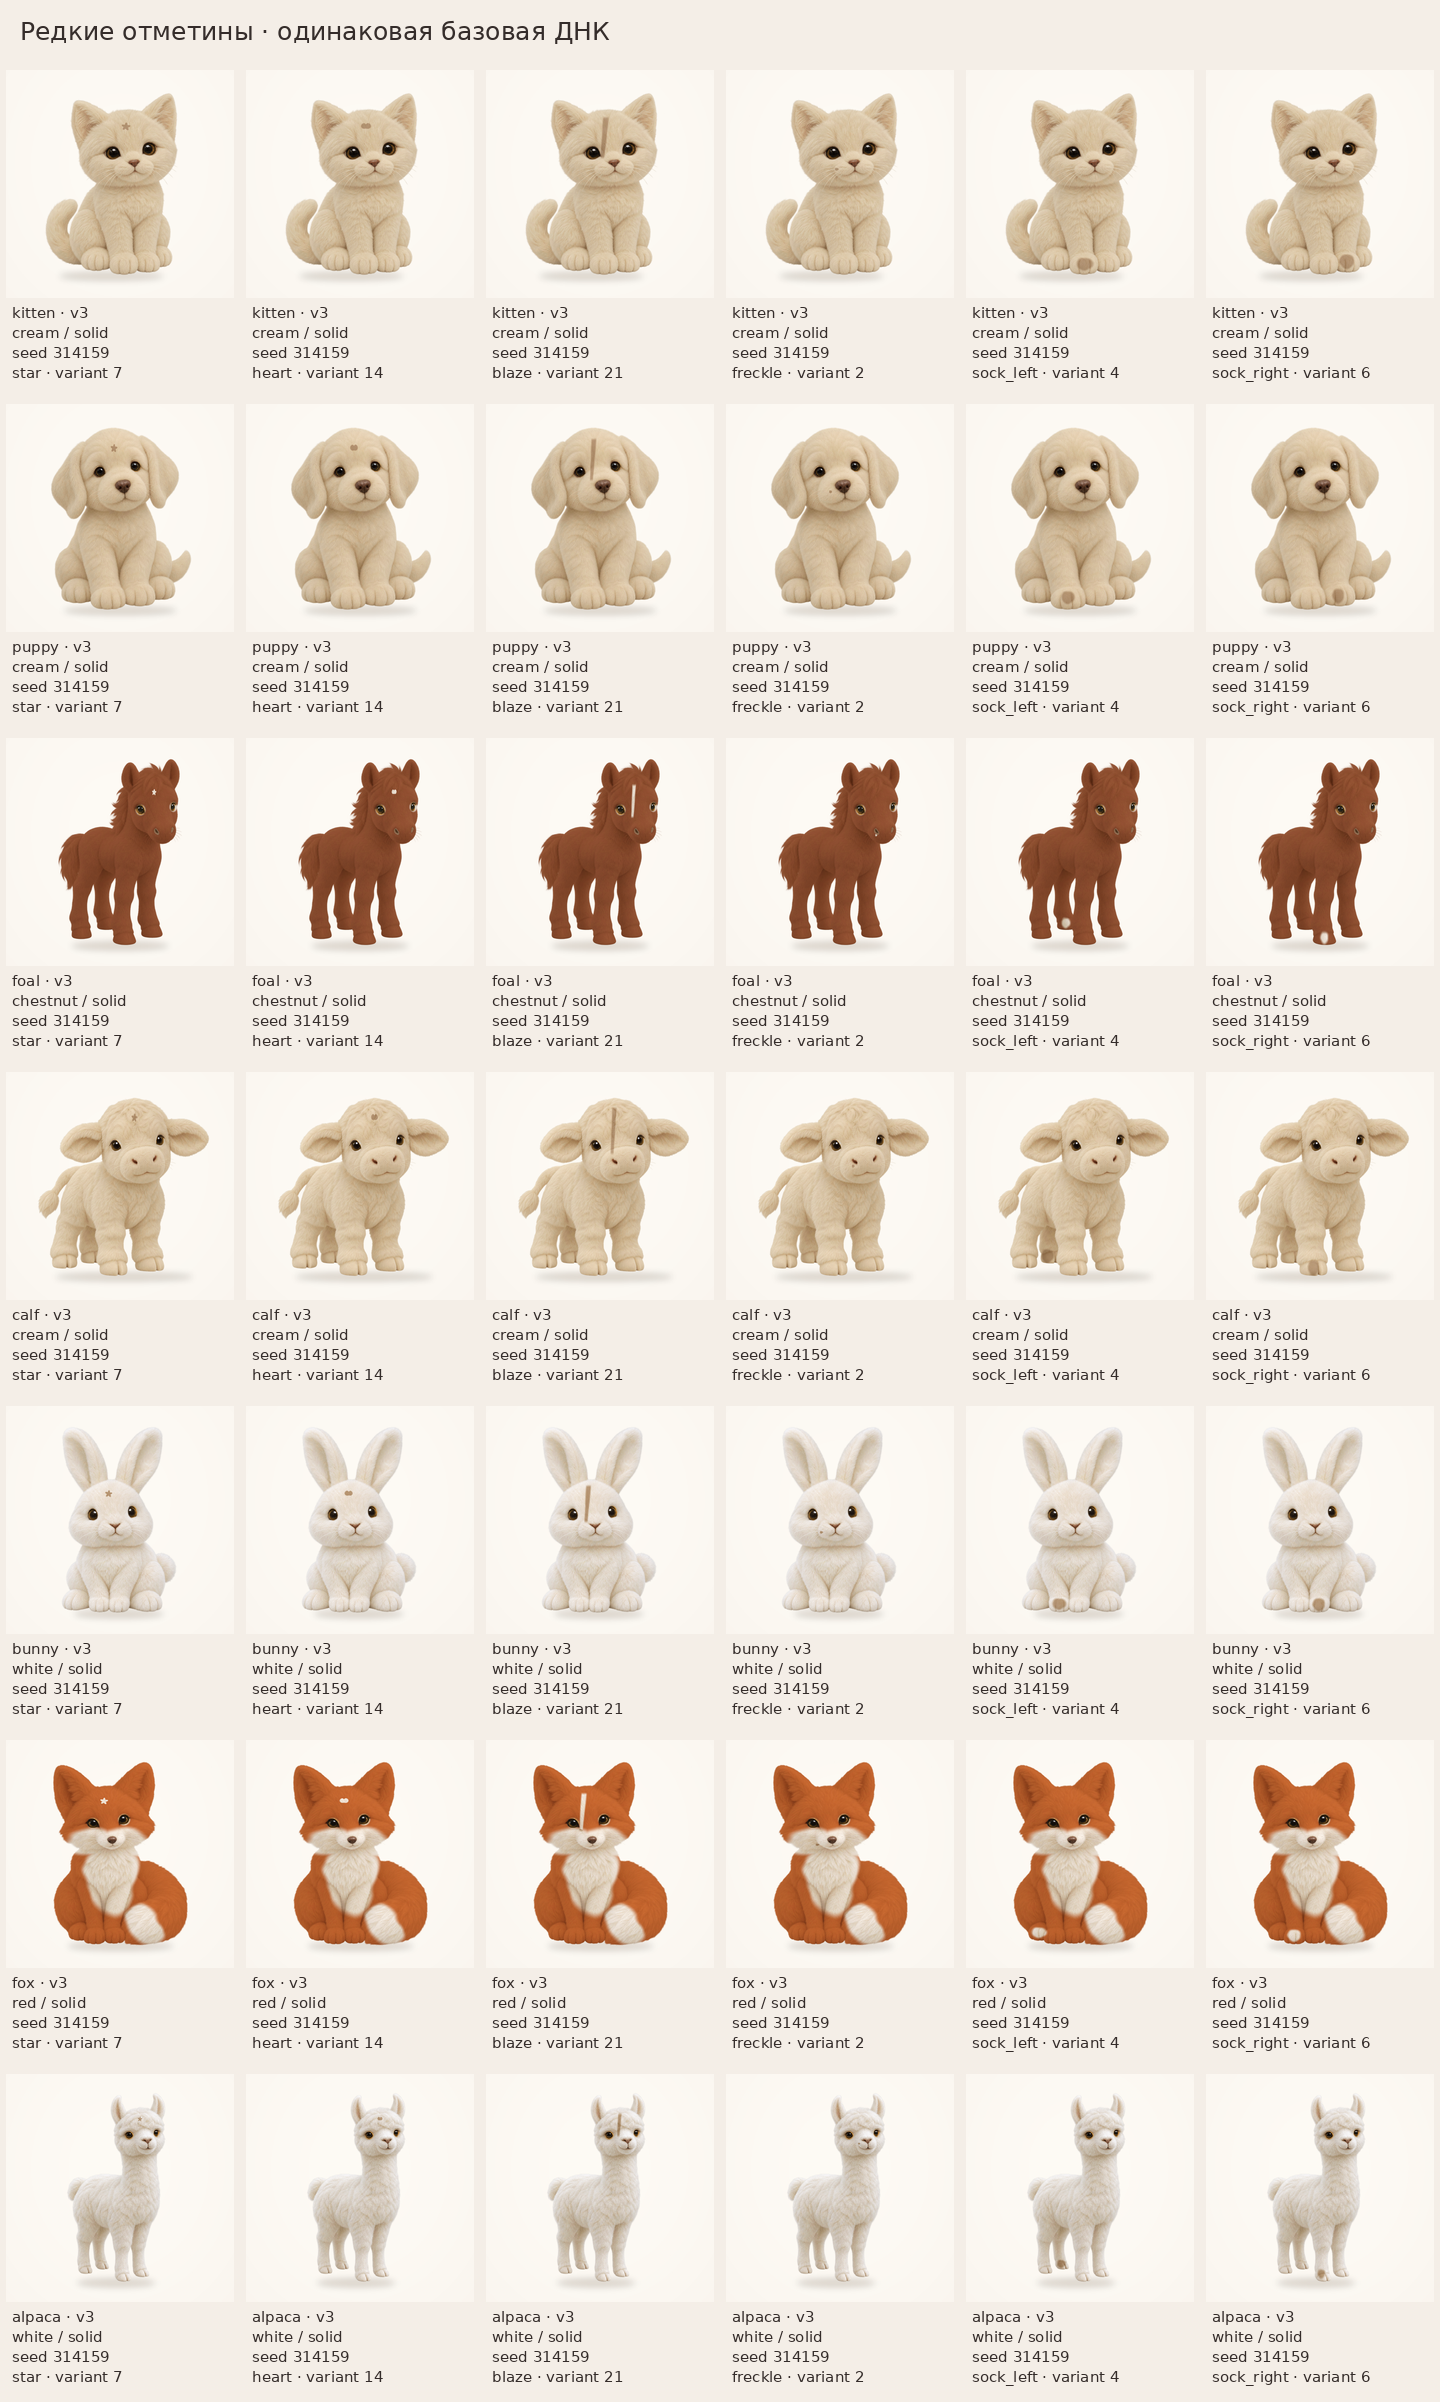 Редкие отметины · одинаковая базовая ДНК
kitten · v3
cream / solid
seed 314159
star · variant 7
kitten · v3
cream / solid
seed 314159
heart · variant 14
kitten · v3
cream / solid
seed 314159
blaze · variant 21
kitten · v3
cream / solid
seed 314159
freckle · variant 2
kitten · v3
cream / solid
seed 314159
sock_left · variant 4
kitten · v3
cream / solid
seed 314159
sock_right · variant 6
puppy · v3
cream / solid
seed 314159
star · variant 7
puppy · v3
cream / solid
seed 314159
heart · variant 14
puppy · v3
cream / solid
seed 314159
blaze · variant 21
puppy · v3
cream / solid
seed 314159
freckle · variant 2
puppy · v3
cream / solid
seed 314159
sock_left · variant 4
puppy · v3
cream / solid
seed 314159
sock_right · variant 6
foal · v3
chestnut / solid
seed 314159
star · variant 7
foal · v3
chestnut / solid
seed 314159
heart · variant 14
foal · v3
chestnut / solid
seed 314159
blaze · variant 21
foal · v3
chestnut / solid
seed 314159
freckle · variant 2
foal · v3
chestnut / solid
seed 314159
sock_left · variant 4
foal · v3
chestnut / solid
seed 314159
sock_right · variant 6
calf · v3
cream / solid
seed 314159
star · variant 7
calf · v3
cream / solid
seed 314159
heart · variant 14
calf · v3
cream / solid
seed 314159
blaze · variant 21
calf · v3
cream / solid
seed 314159
freckle · variant 2
calf · v3
cream / solid
seed 314159
sock_left · variant 4
calf · v3
cream / solid
seed 314159
sock_right · variant 6
bunny · v3
white / solid
seed 314159
star · variant 7
bunny · v3
white / solid
seed 314159
heart · variant 14
bunny · v3
white / solid
seed 314159
blaze · variant 21
bunny · v3
white / solid
seed 314159
freckle · variant 2
bunny · v3
white / solid
seed 314159
sock_left · variant 4
bunny · v3
white / solid
seed 314159
sock_right · variant 6
fox · v3
red / solid
seed 314159
star · variant 7
fox · v3
red / solid
seed 314159
heart · variant 14
fox · v3
red / solid
seed 314159
blaze · variant 21
fox · v3
red / solid
seed 314159
freckle · variant 2
fox · v3
red / solid
seed 314159
sock_left · variant 4
fox · v3
red / solid
seed 314159
sock_right · variant 6
alpaca · v3
white / solid
seed 314159
star · variant 7
alpaca · v3
white / solid
seed 314159
heart · variant 14
alpaca · v3
white / solid
seed 314159
blaze · variant 21
alpaca · v3
white / solid
seed 314159
freckle · variant 2
alpaca · v3
white / solid
seed 314159
sock_left · variant 4
alpaca · v3
white / solid
seed 314159
sock_right · variant 6